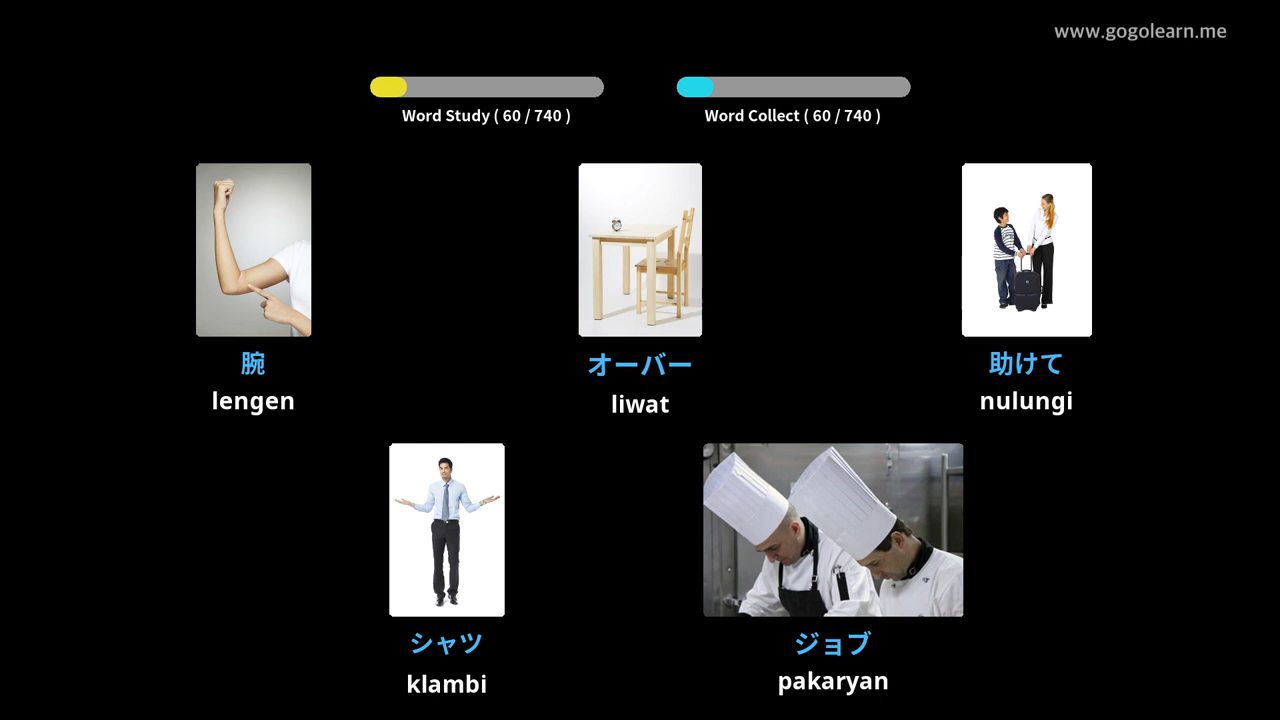 www.gogolearn.me
Word Study ( 60 / 740 )
Word Collect ( 60 / 740 )
腕
lengen
オーバー
liwat
助けて
nulungi
シャツ
klambi
ジョブ
pakaryan